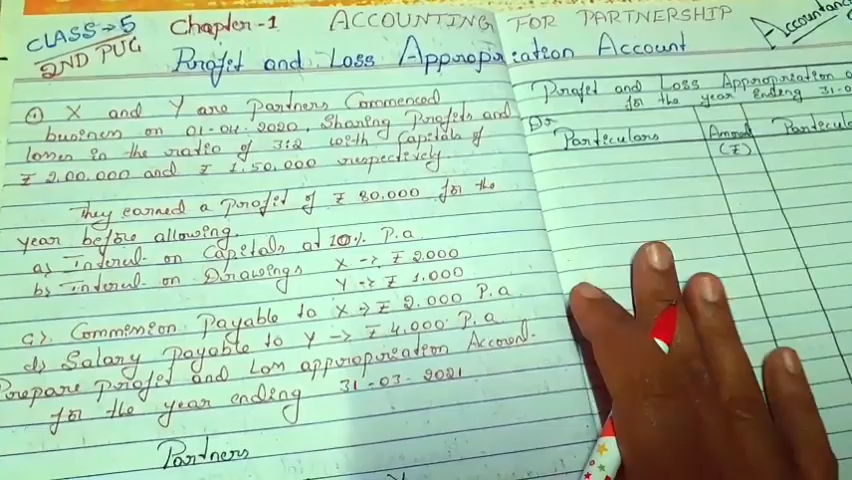 CLASS → 5
2ND PUC
Chapter-1 ACCOUNTING FOR PARTNERSHIP
Accountancy
Profit and Loss Appropriation Account
① X and Y are Partners Commenced
business on 01-04-2020, Sharing Profits and
losses in the ratio of 3:2 with Capitals of
₹ 2,00,000 and ₹ 1,50,000 respectively.
They earned a profit of ₹ 80,000 for the
year before allowing.
a) Interest on Capitals at 10% P.a
b) Interest on Drawings X → ₹ 2,000
Y → ₹ 1,000
c) Commission Payable to X → ₹ 2,000 P.a
d) Salary Payable to Y → ₹ 4,000 P.a
Prepare Profit and Loss appropriation Account
for the year ending 31-03-2021
Partners
Profit and Loss Appropriation
for the year ending 31-0
Dr
Particulars Amount Particula
(₹)